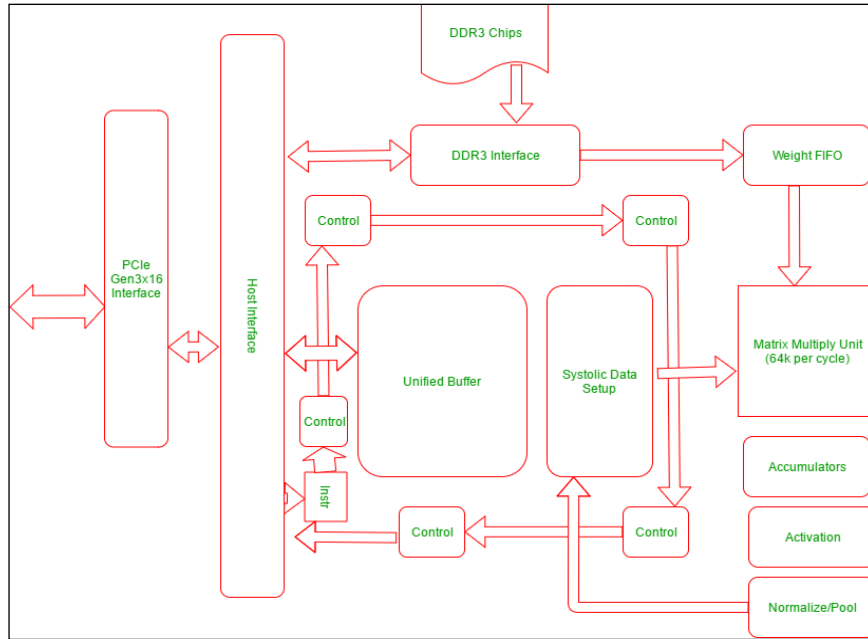 DDR3 Chips
DDR3 Interface
Weight FIFO
Control
Control
PCIe
Gen3x16
Interface
Host Interface
Unified Buffer
Systolic Data
Setup
Matrix Multiply Unit
(64k per cycle)
Control
Accumulators
Instr
Control
Control
Activation
Normalize/Pool